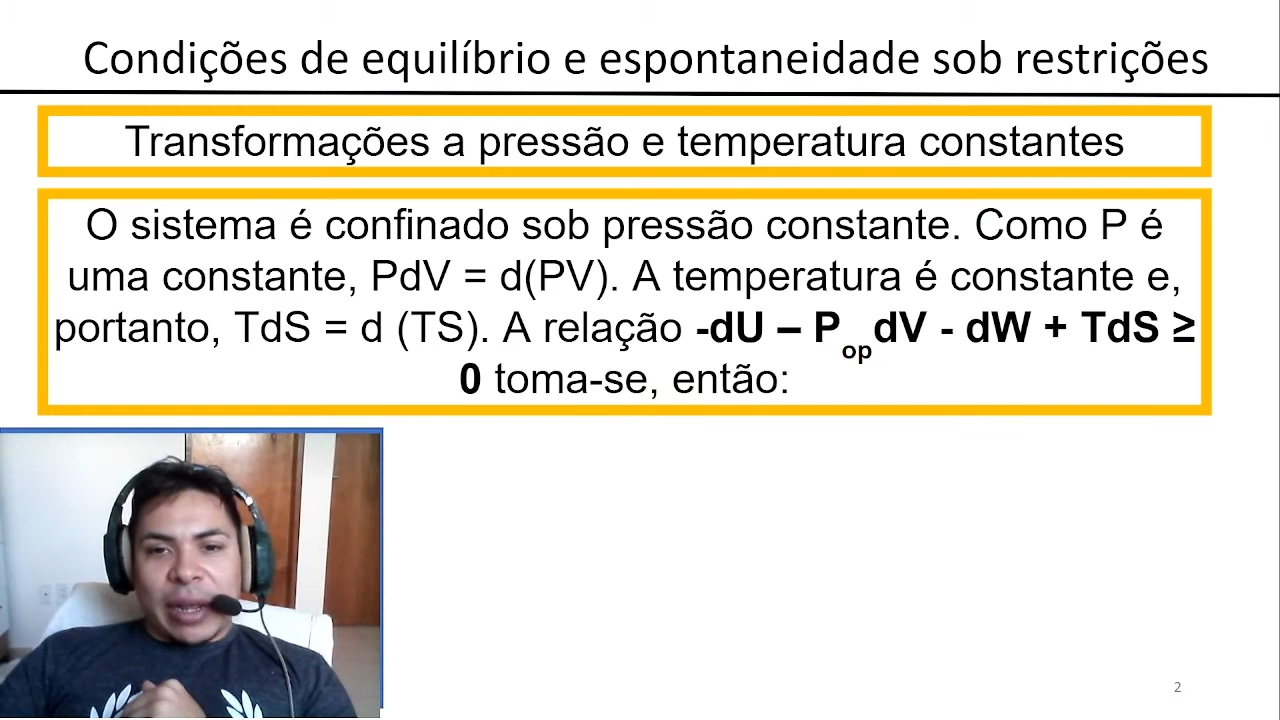 Condições de equilíbrio e espontaneidade sob restrições
Transformações a pressão e temperatura constantes
O sistema é confinado sob pressão constante. Como P é
uma constante, PdV = d(PV). A temperatura é constante e,
portanto, TdS = d (TS). A relação -dU – PopdV - dW + TdS ≥
0 toma-se, então:
2